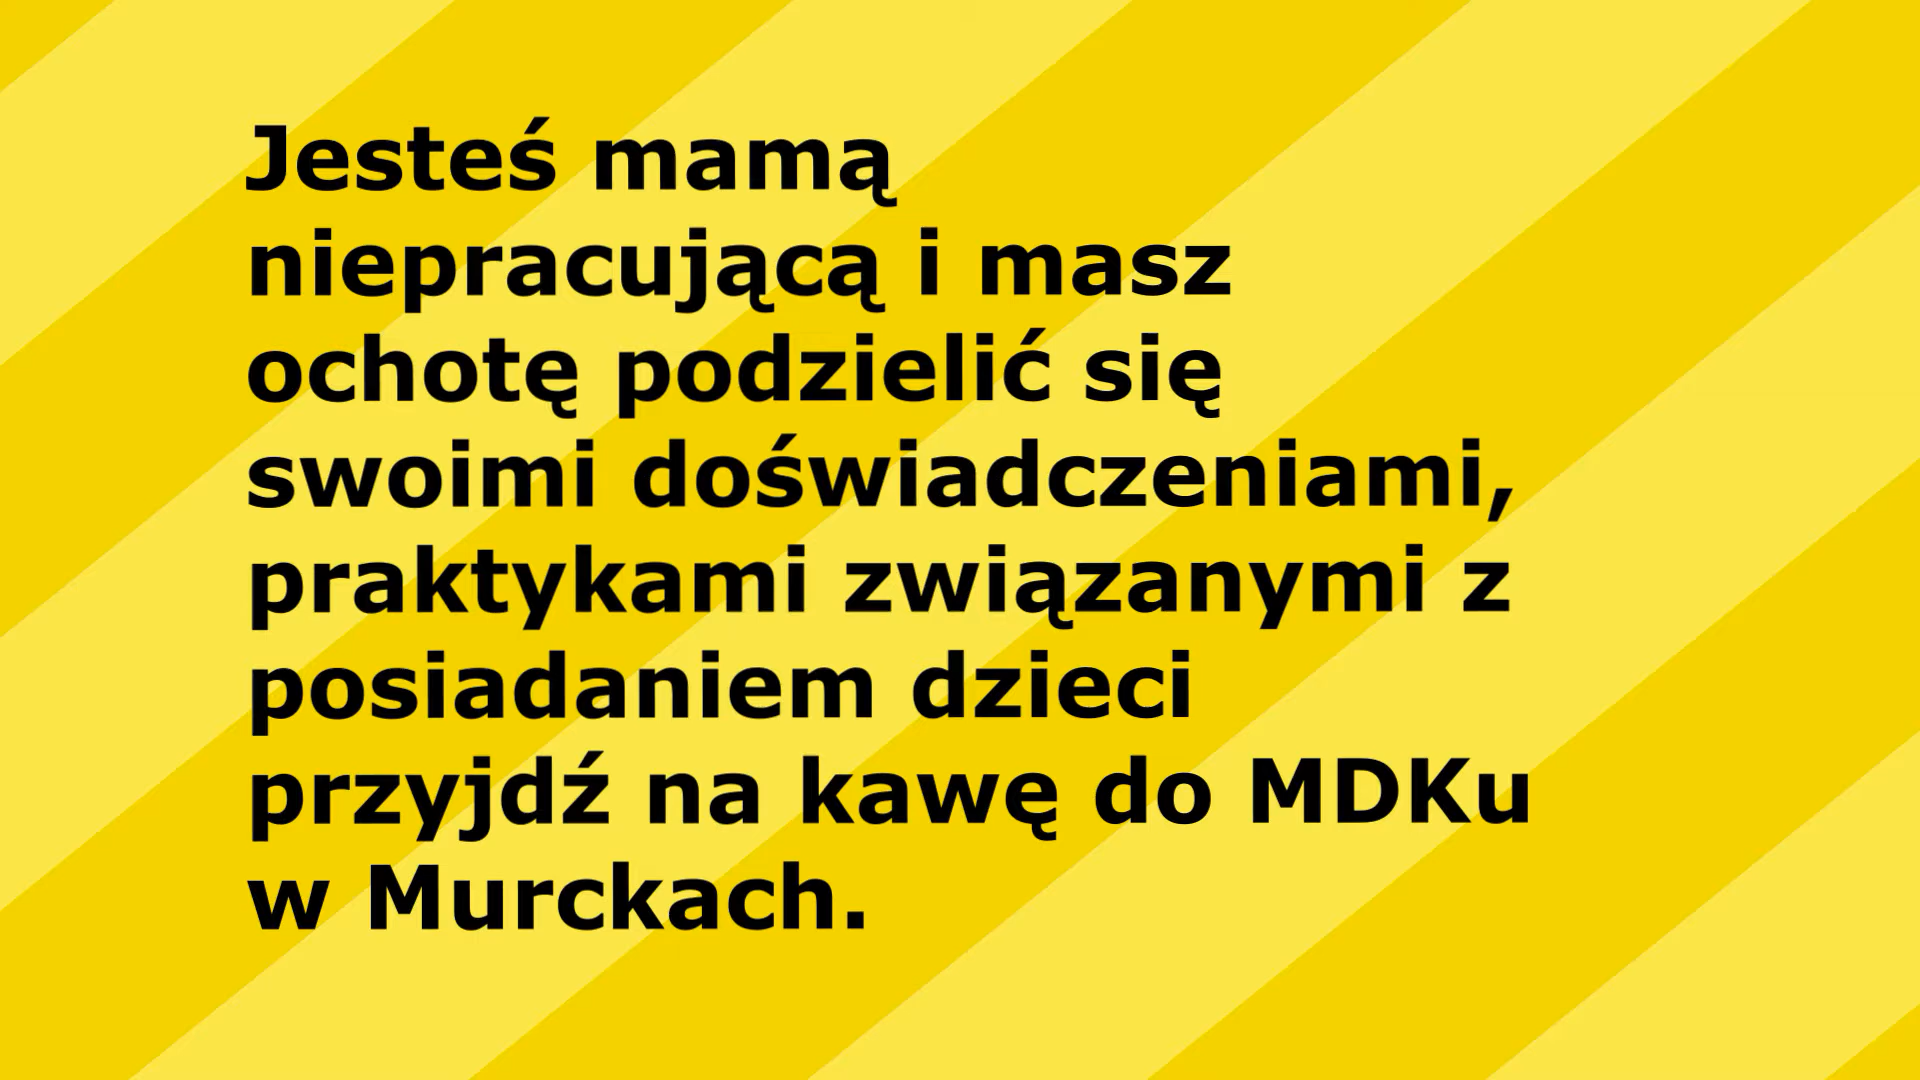 Jesteś mamą
niepracującą i masz
ochotę podzielić się
swoimi doświadczeniami,
praktykami związanymi z
posiadaniem dzieci
przyjdź na kawę do MDKu
w Murckach.